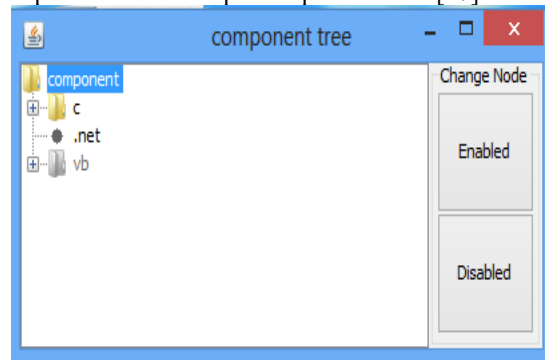 component tree
component
c
.net
vb
Change Node
Enabled
Disabled